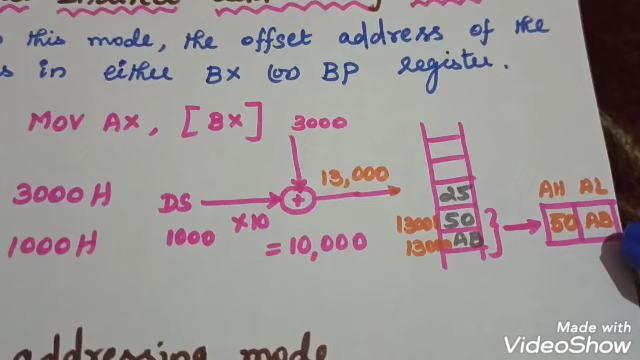 this mode, the offset address of the
in either BX (or) BP register.
MOV AX, [BX] 3000
3000 H DS 13,000
1000 H 1000 ×10 = 10,000
+
25
13001 50
13000 AB
AH AL
50 AB
addressing mode
Made with
VideoShow